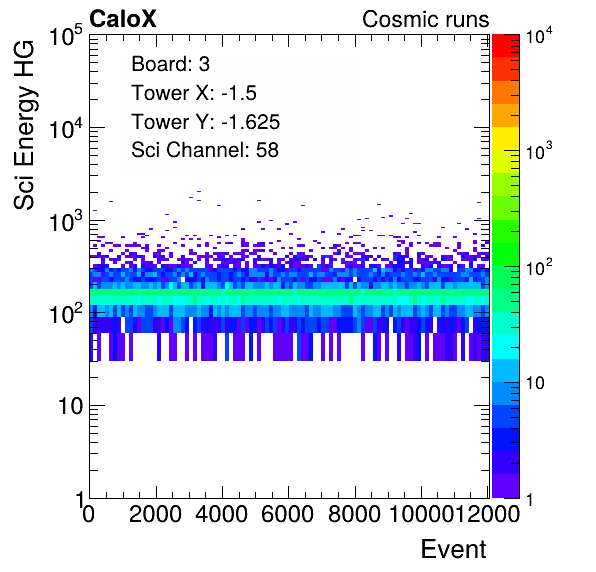 CaloX Cosmic runs
Board: 3
Tower X: -1.5
Tower Y: -1.625
Sci Channel: 58
Sci Energy HG
10^5
10^4
10^3
10^2
10
1
0 2000 4000 6000 8000 10000 12000
Event
10^4
10^3
10^2
10
1